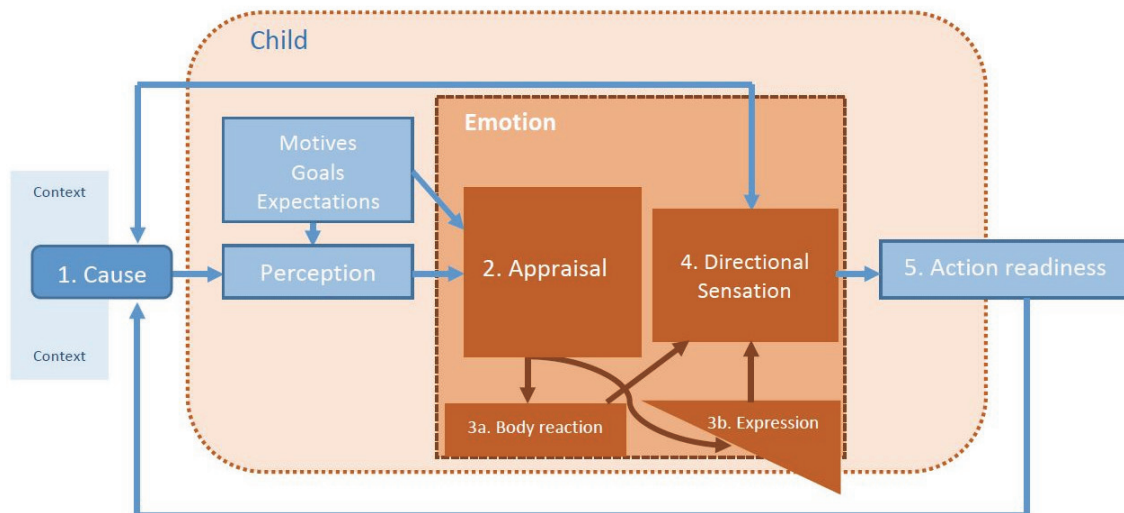 Child
Emotion
Motives
Goals
Expectations
Context
1. Cause
Perception
2. Appraisal
4. Directional
Sensation
5. Action readiness
Context
3a. Body reaction
3b. Expression